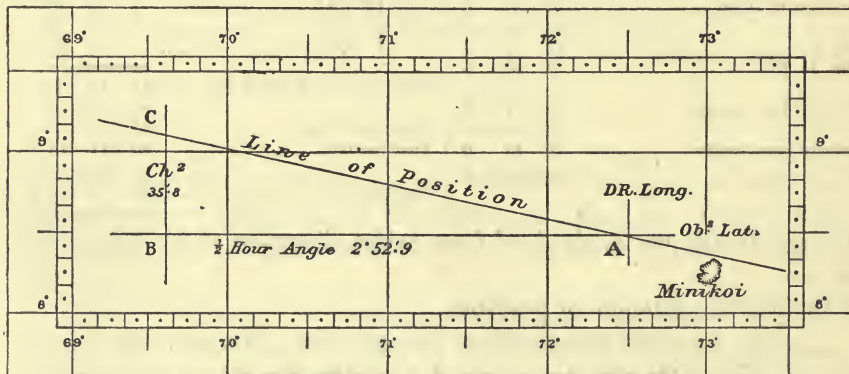 69° 70° 71° 72° 73°
9° 9°
C
Line of Position
Ch²
35'.8
DR. Long.
Obˢ Lat.
B ½ Hour Angle 2° 52'.9 A
Minikoi
8° 8°
69° 70° 71° 72° 73°